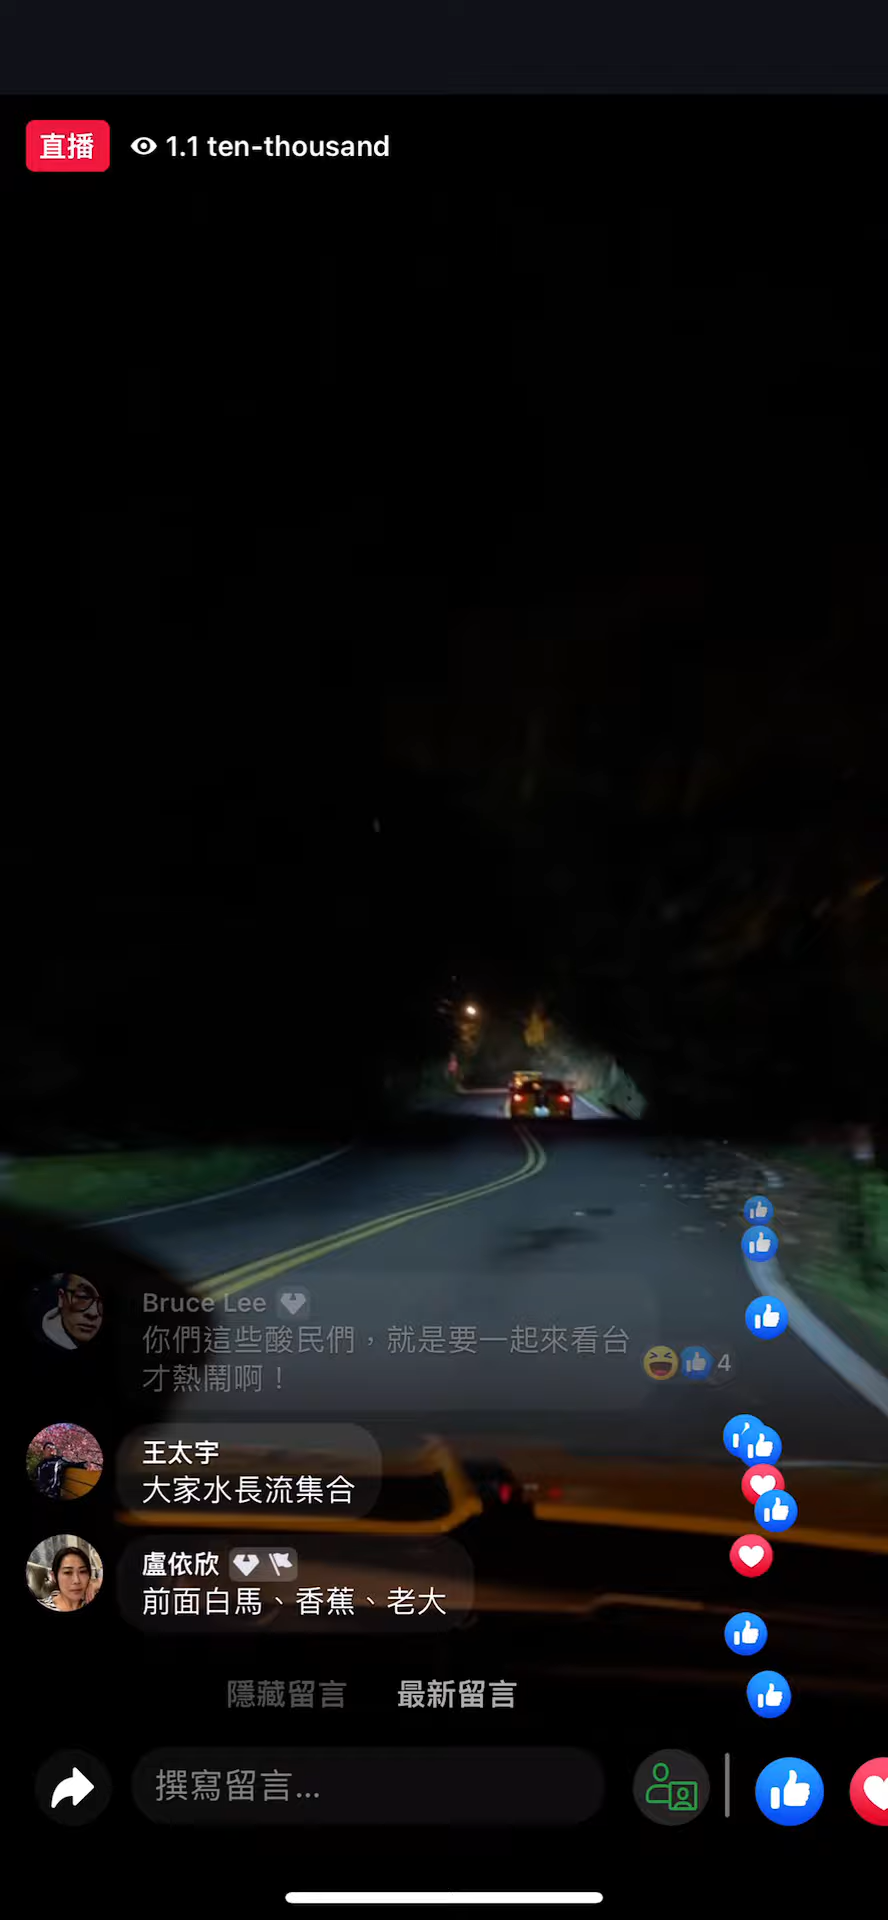 直播
1.1 ten-thousand
Bruce Lee
你們這些酸民們，就是要一起來看台
才熱鬧啊！
4
王太宇
大家水長流集合
盧依欣
前面白馬、香蕉、老大
隱藏留言
最新留言
撰寫留言...